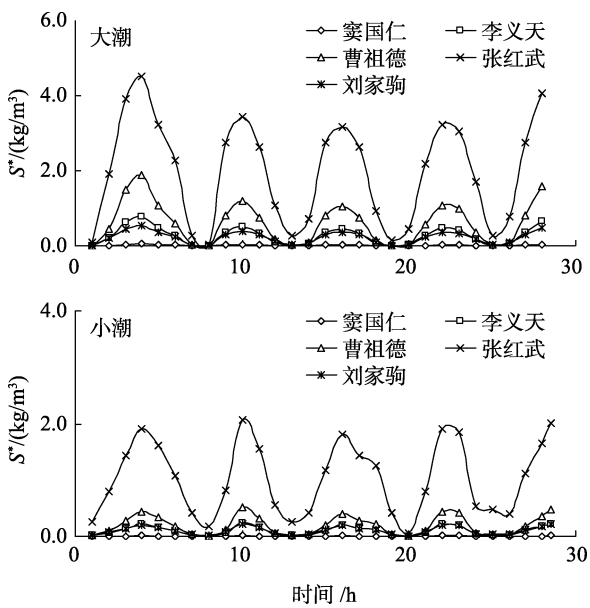 6.0
大潮
窦国仁
李义天
曹祖德
张红武
刘家驹
4.0
2.0
0.0
S*/(kg/m³)
0
10
20
30
4.0
小潮
窦国仁
李义天
曹祖德
张红武
刘家驹
2.0
0.0
S*/(kg/m³)
0
10
20
30
时间 /h